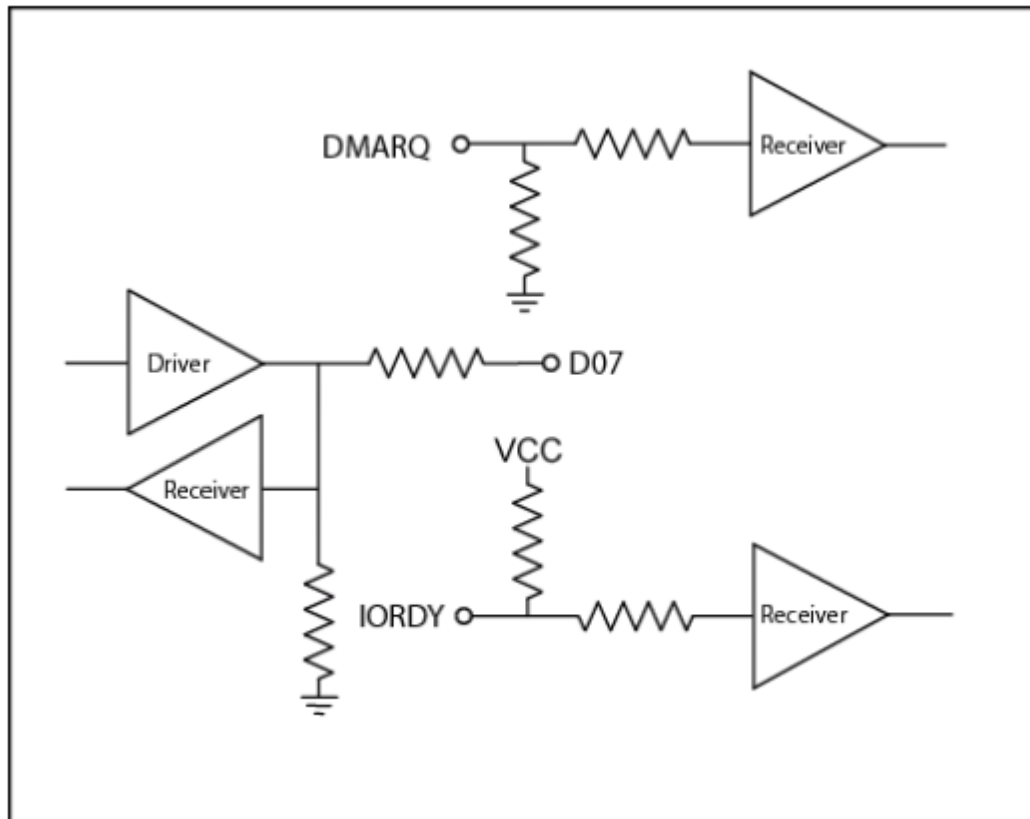 DMARQ
Receiver
Driver
D07
Receiver
VCC
IORDY
Receiver